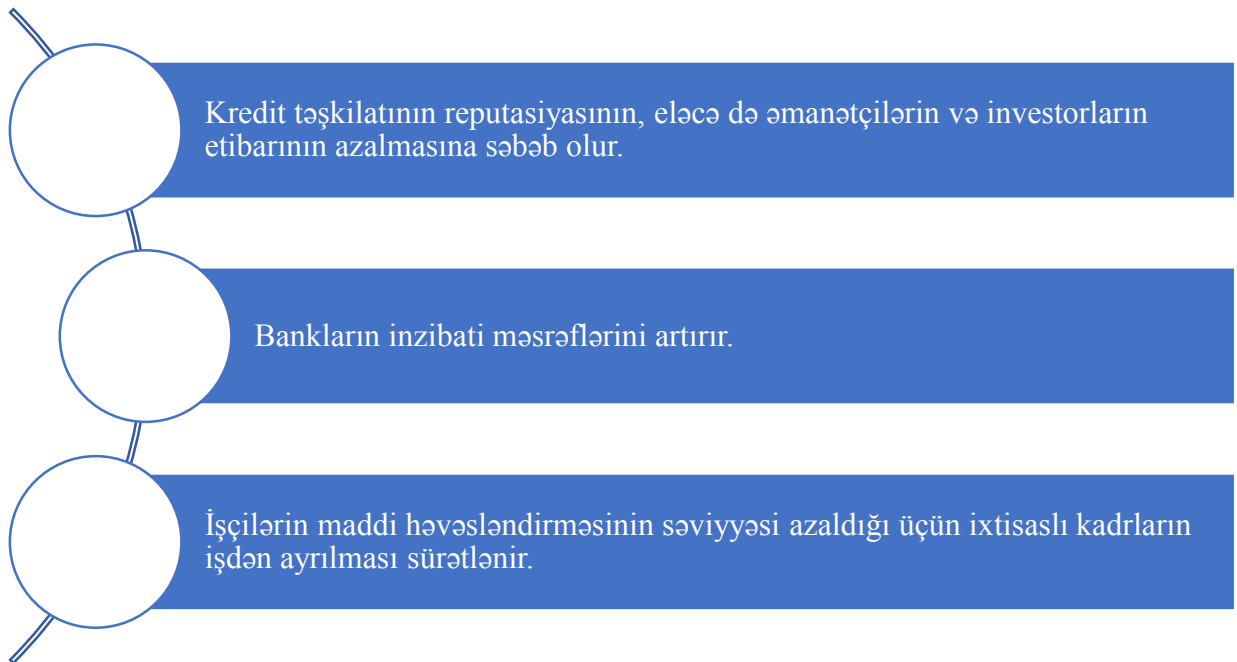 Kredit təşkilatının reputasiyasının, eləcə də əmanətçilərin və investorların
etibarının azalmasına səbəb olur.
Bankların inzibati məsrəflərini artırır.
İşçilərin maddi həvəsləndirməsinin səviyyəsi azaldığı üçün ixtisaslı kadrların
işdən ayrılması sürətlənir.